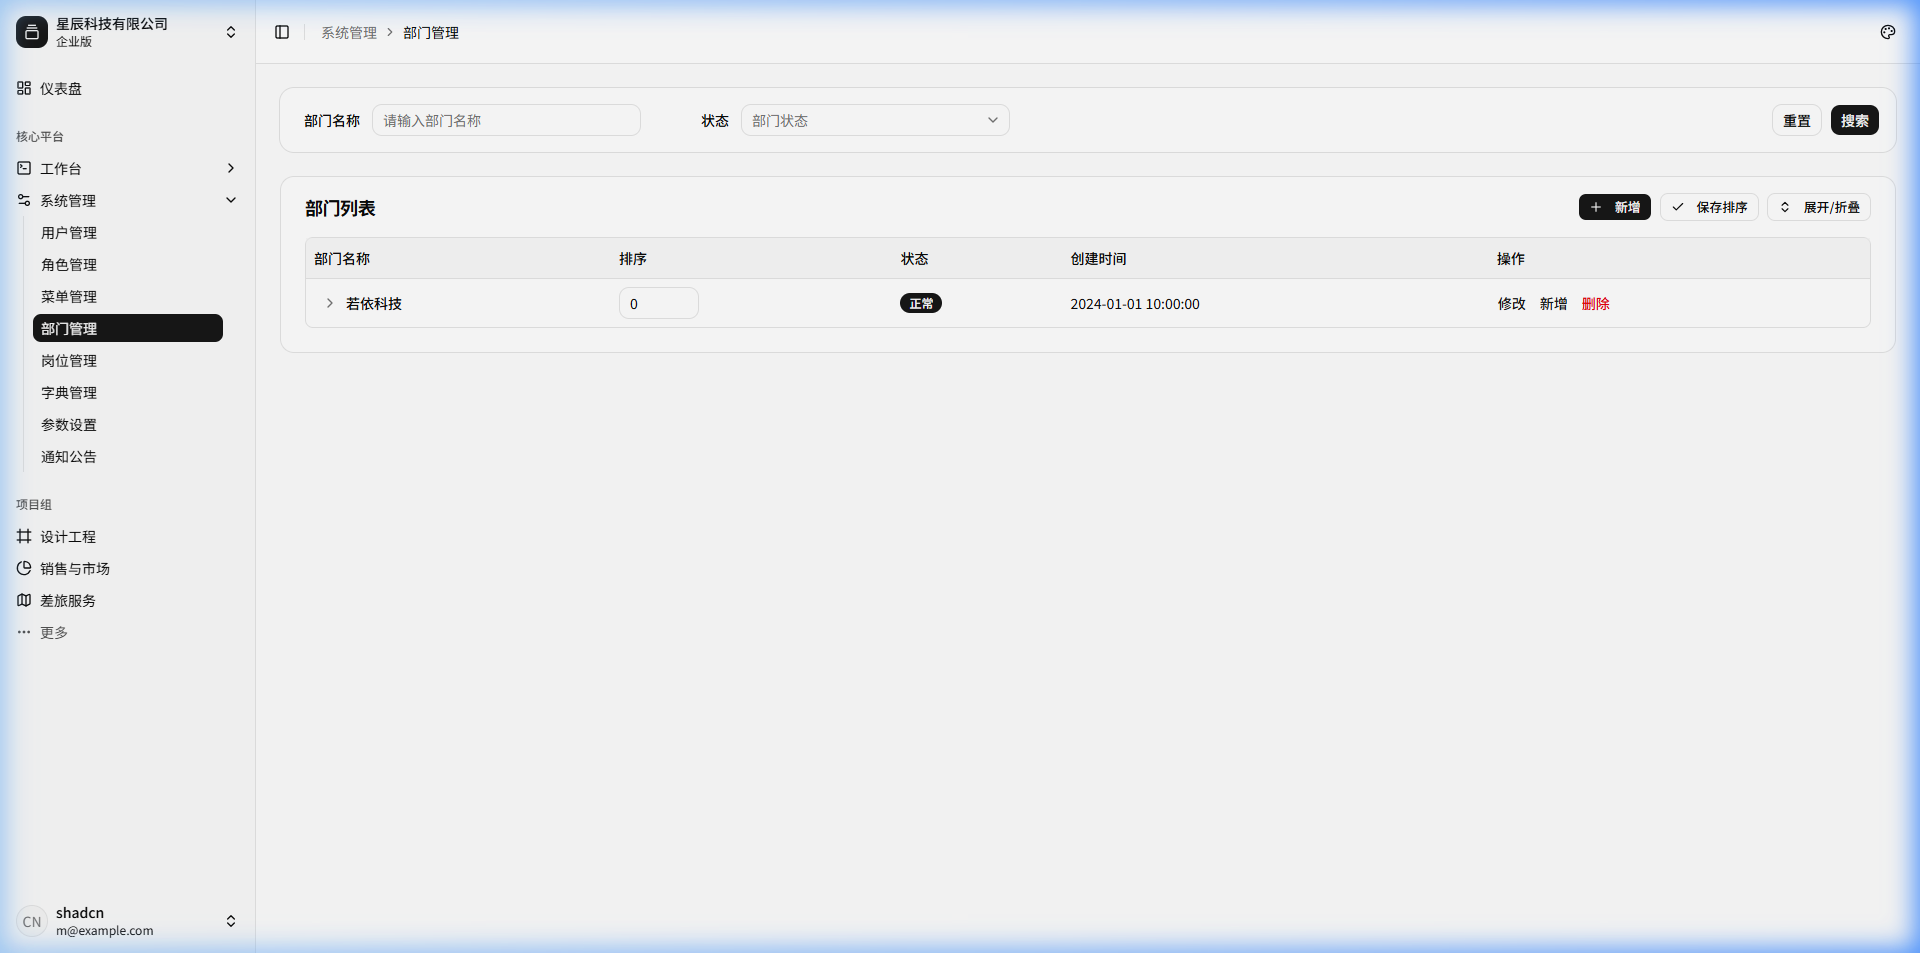 星辰科技有限公司
企业版
仪表盘
核心平台
工作台
系统管理
用户管理
角色管理
菜单管理
部门管理
岗位管理
字典管理
参数设置
通知公告
项目组
设计工程
销售与市场
差旅服务
更多
CN
shadcn
m@example.com
系统管理 部门管理
部门名称 请输入部门名称 状态 部门状态 重置 搜索
部门列表 新增 保存排序 展开/折叠
部门名称 排序 状态 创建时间 操作
若依科技 0 正常 2024-01-01 10:00:00 修改 新增 删除